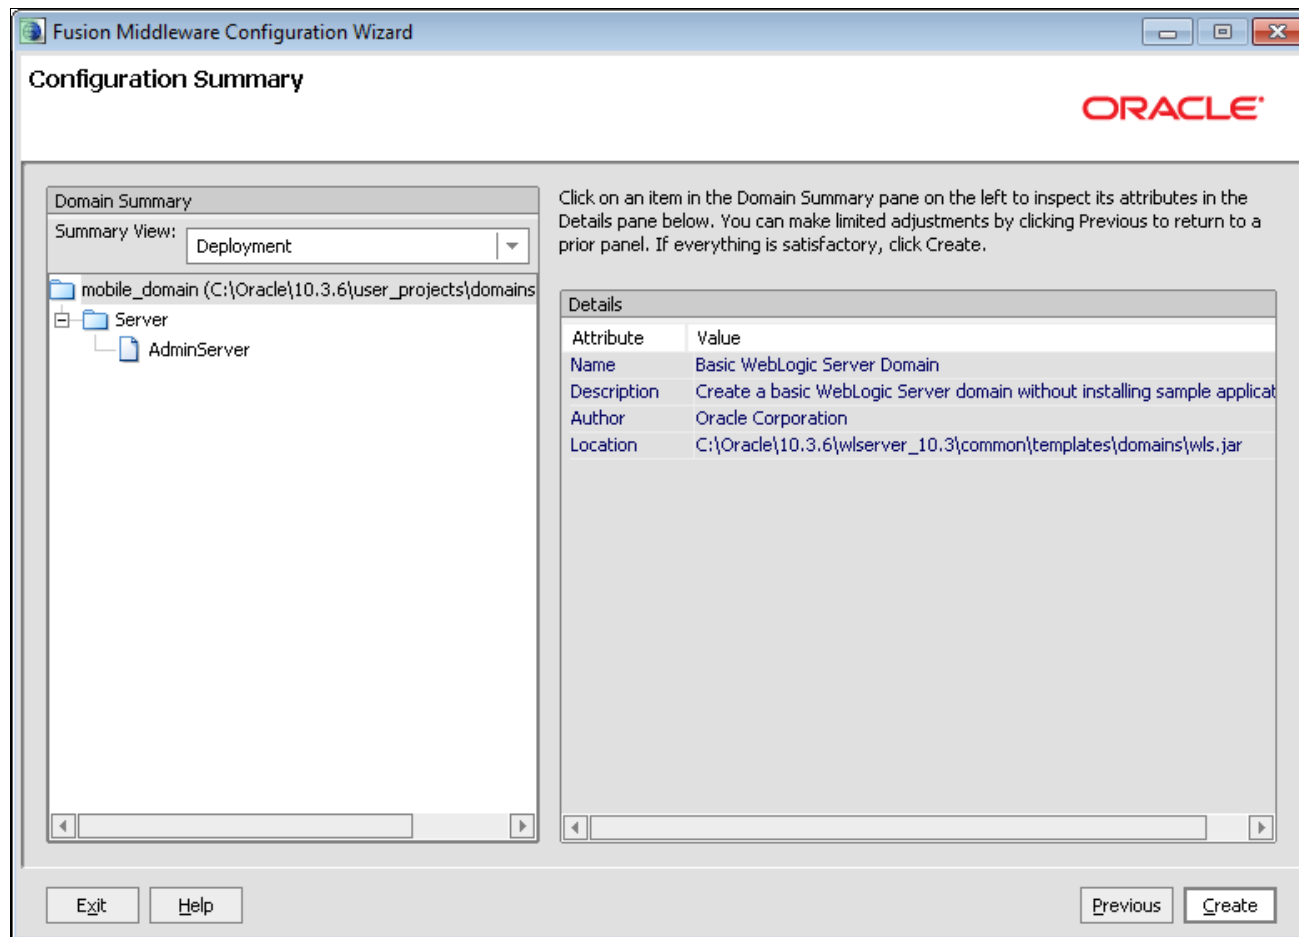 Fusion Middleware Configuration Wizard
Configuration Summary
ORACLE
Domain Summary
Summary View:
Deployment
mobile_domain (C:\Oracle\10.3.6\user_projects\domains
Server
AdminServer
Click on an item in the Domain Summary pane on the left to inspect its attributes in the
Details pane below. You can make limited adjustments by clicking Previous to return to a
prior panel. If everything is satisfactory, click Create.
Details
Attribute Value
Name Basic WebLogic Server Domain
Description Create a basic WebLogic Server domain without installing sample applicat
Author Oracle Corporation
Location C:\Oracle\10.3.6\wlserver_10.3\common\templates\domains\wls.jar
Exit Help Previous Create